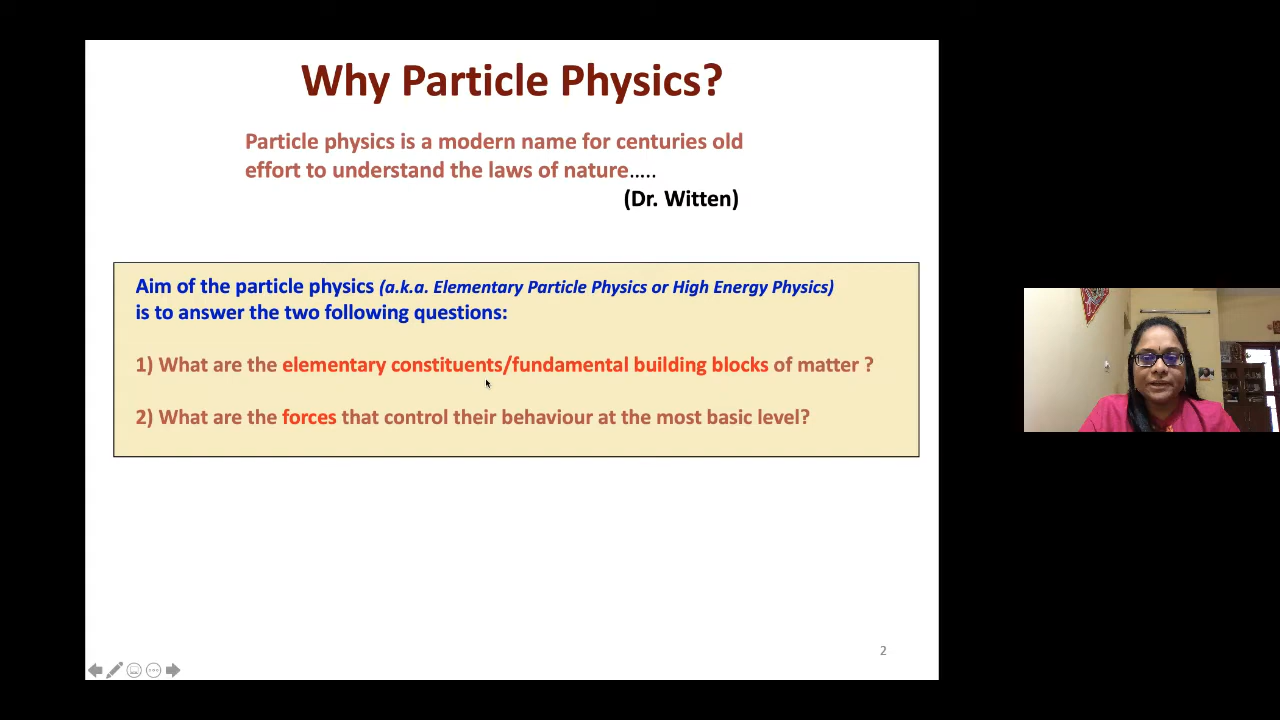 Why Particle Physics?
Particle physics is a modern name for centuries old
effort to understand the laws of nature.....
(Dr. Witten)
Aim of the particle physics (a.k.a. Elementary Particle Physics or High Energy Physics)
is to answer the two following questions:
1) What are the elementary constituents/fundamental building blocks of matter ?
2) What are the forces that control their behaviour at the most basic level?
2